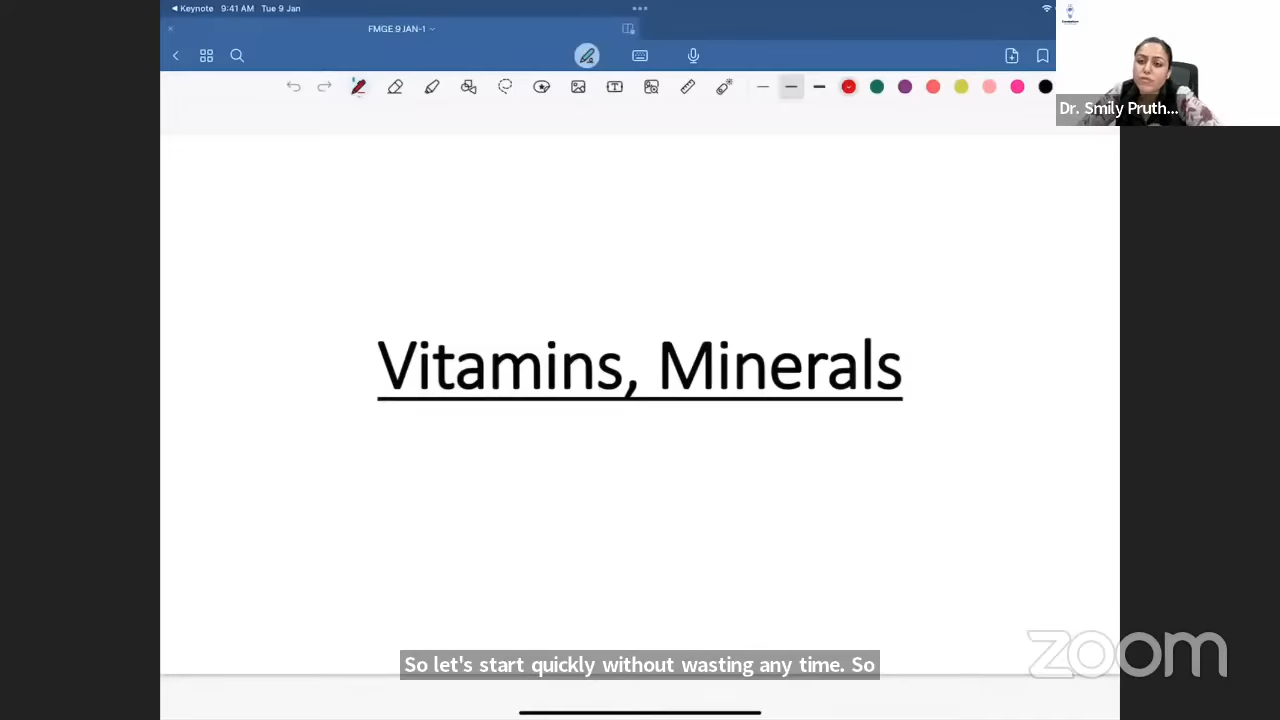 Keynote 9:41 AM Tue 9 Jan
FMGE 9 JAN-1
Dr. Smily Pruth...
Vitamins, Minerals
So let's start quickly without wasting any time. So
zoom